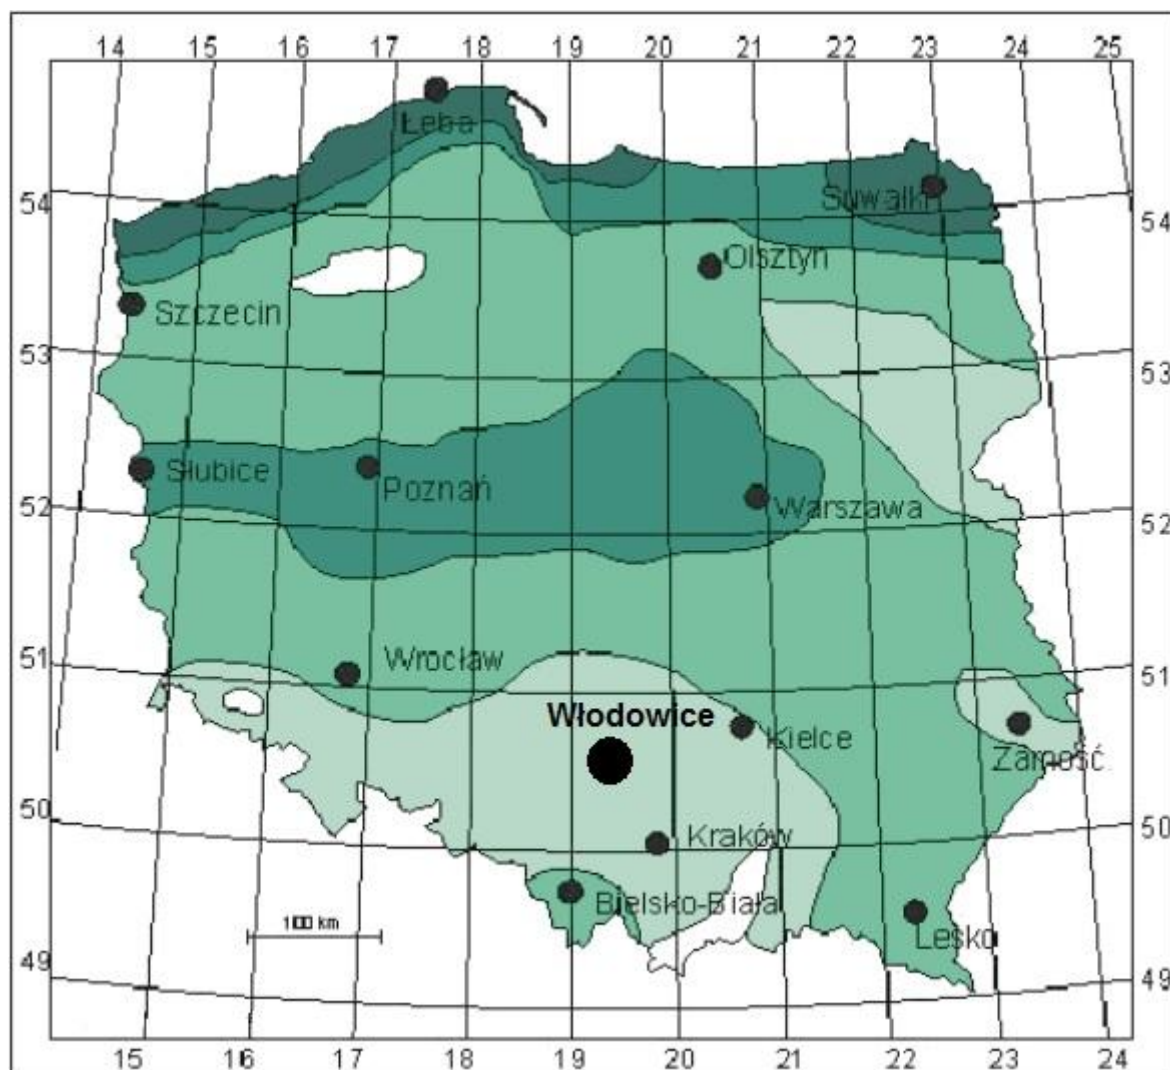 14 15 16 17 18 19 20 21 22 23 24 25
Łeba
Suwałki
54 54
Olsztyn
Szczecin
53 53
Słubice
Poznań
Warszawa
52 52
Wrocław
51 51
Włodowice
Kielce
Zamość
50 50
Kraków
Bielsko-Biała
100 km
Lesko
49 49
15 16 17 18 19 20 21 22 23 24